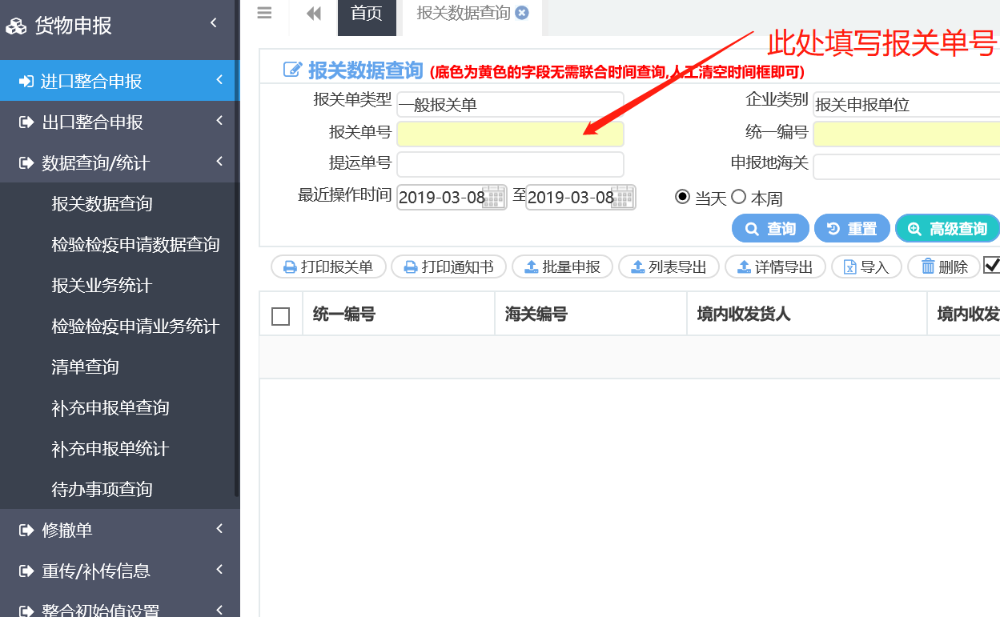 货物申报
进口整合申报
出口整合申报
数据查询/统计
报关数据查询
检验检疫申请数据查询
报关业务统计
检验检疫申请业务统计
清单查询
补充申报单查询
补充申报单统计
待办事项查询
修撤单
重传/补传信息
整合初始值设置
首页 报关数据查询
此处填写报关单号
报关数据查询 (底色为黄色的字段无需联合时间查询,人工清空时间框即可)
报关单类型 一般报关单 企业类别 报关申报单位
报关单号 统一编号
提运单号 申报地海关
最近操作时间 2019-03-08 至 2019-03-08 当天 本周
查询 重置 高级查询
打印报关单 打印通知书 批量申报 列表导出 详情导出 导入 删除
统一编号 海关编号 境内收发货人 境内收发